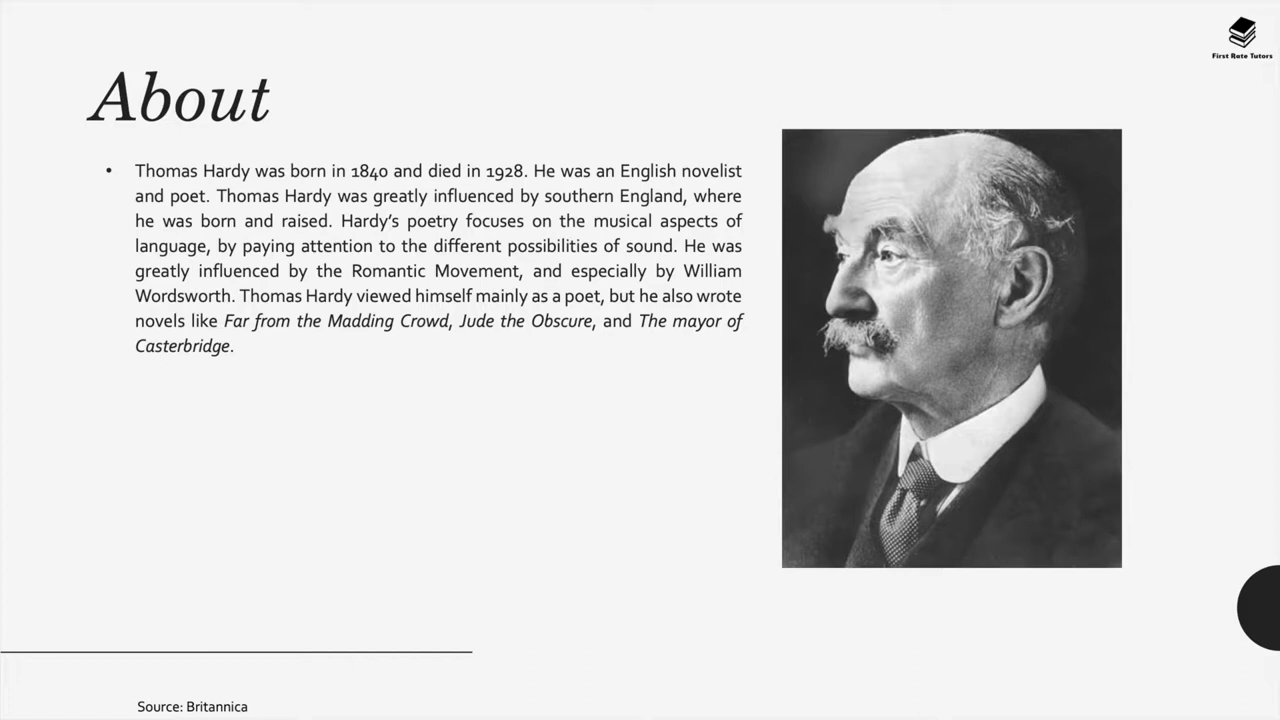 First Rate Tutors
About
• Thomas Hardy was born in 1840 and died in 1928. He was an English novelist
and poet. Thomas Hardy was greatly influenced by southern England, where
he was born and raised. Hardy’s poetry focuses on the musical aspects of
language, by paying attention to the different possibilities of sound. He was
greatly influenced by the Romantic Movement, and especially by William
Wordsworth. Thomas Hardy viewed himself mainly as a poet, but he also wrote
novels like Far from the Madding Crowd, Jude the Obscure, and The mayor of
Casterbridge.
Source: Britannica